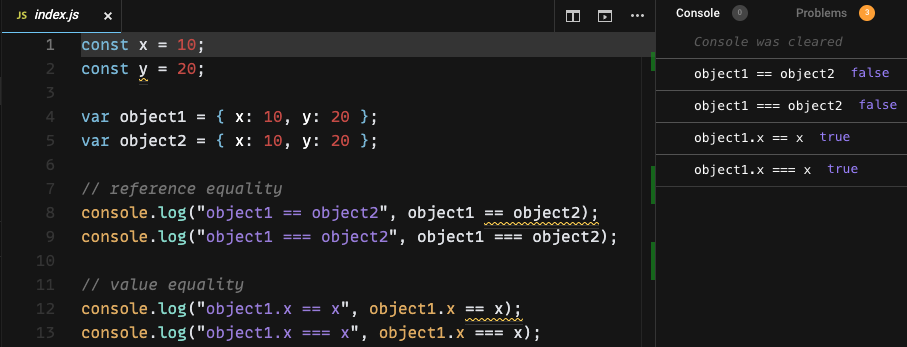 JS index.js × ... Console 0 Problems 3
Console was cleared
1 const x = 10;
2 const y = 20;
3
4 var object1 = { x: 10, y: 20 };
5 var object2 = { x: 10, y: 20 };
6
7 // reference equality
8 console.log("object1 == object2", object1 == object2);
9 console.log("object1 === object2", object1 === object2);
10
11 // value equality
12 console.log("object1.x == x", object1.x == x);
13 console.log("object1.x === x", object1.x === x);
object1 == object2 false
object1 === object2 false
object1.x == x true
object1.x === x true